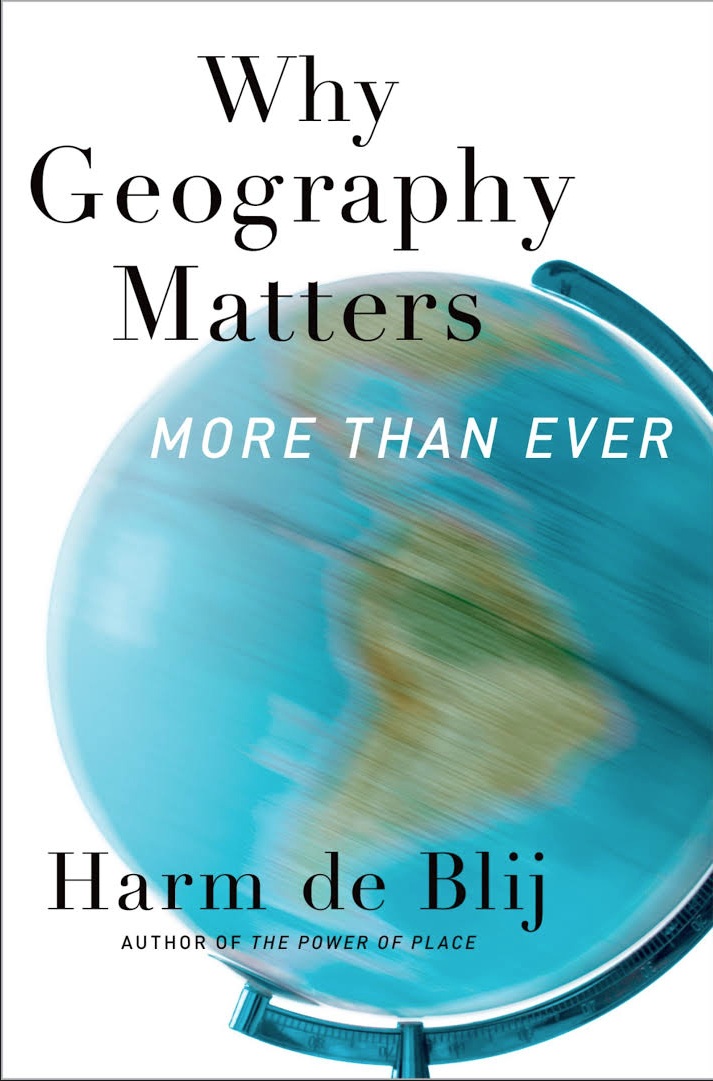 Why
Geography
Matters
MORE THAN EVER
Harm de Blij
AUTHOR OF THE POWER OF PLACE